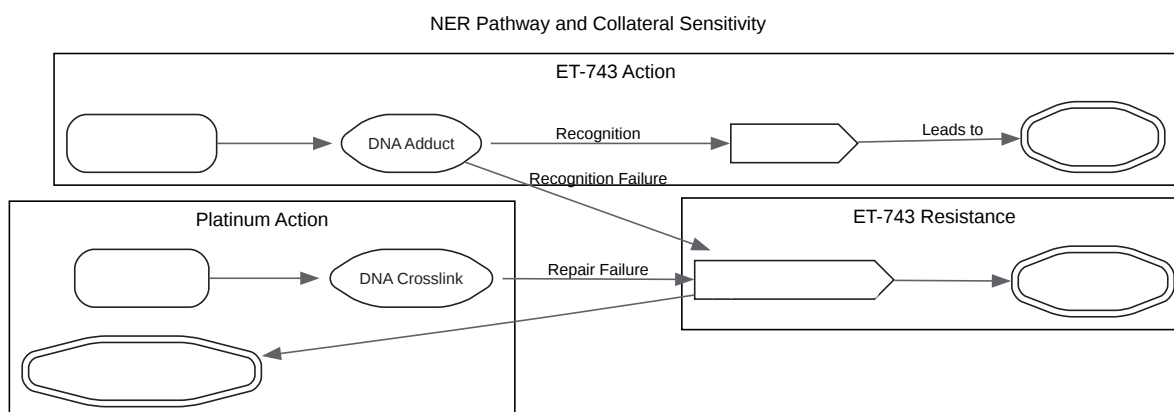 NER Pathway and Collateral Sensitivity
ET-743 Action
DNA Adduct
Recognition
Leads to
Recognition Failure
Platinum Action
ET-743 Resistance
DNA Crosslink
Repair Failure